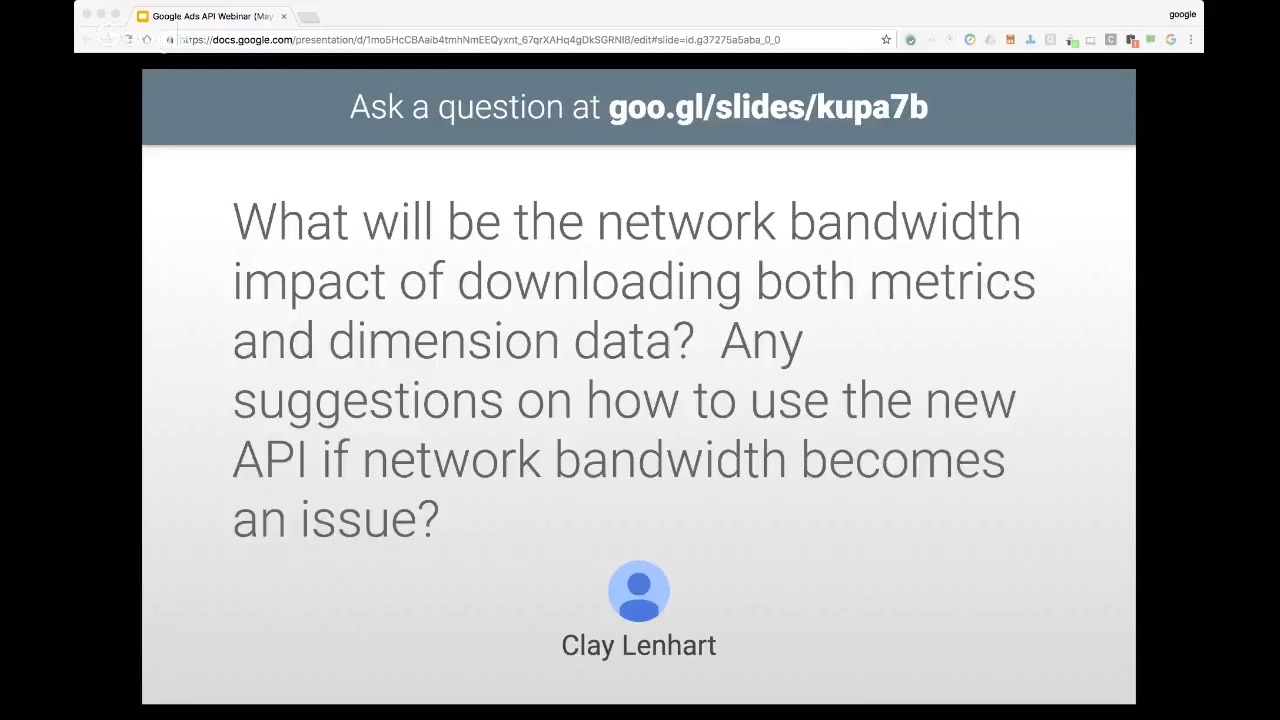 Google Ads API Webinar (May
google
https://docs.google.com/presentation/d/1mo5HcCBAaib4tmhNmEEQyxnt_67qrXAHq4gDkSGRNI8/edit#slide=id.g37275a5aba_0_0
Ask a question at goo.gl/slides/kupa7b
What will be the network bandwidth
impact of downloading both metrics
and dimension data?  Any
suggestions on how to use the new
API if network bandwidth becomes
an issue?
Clay Lenhart